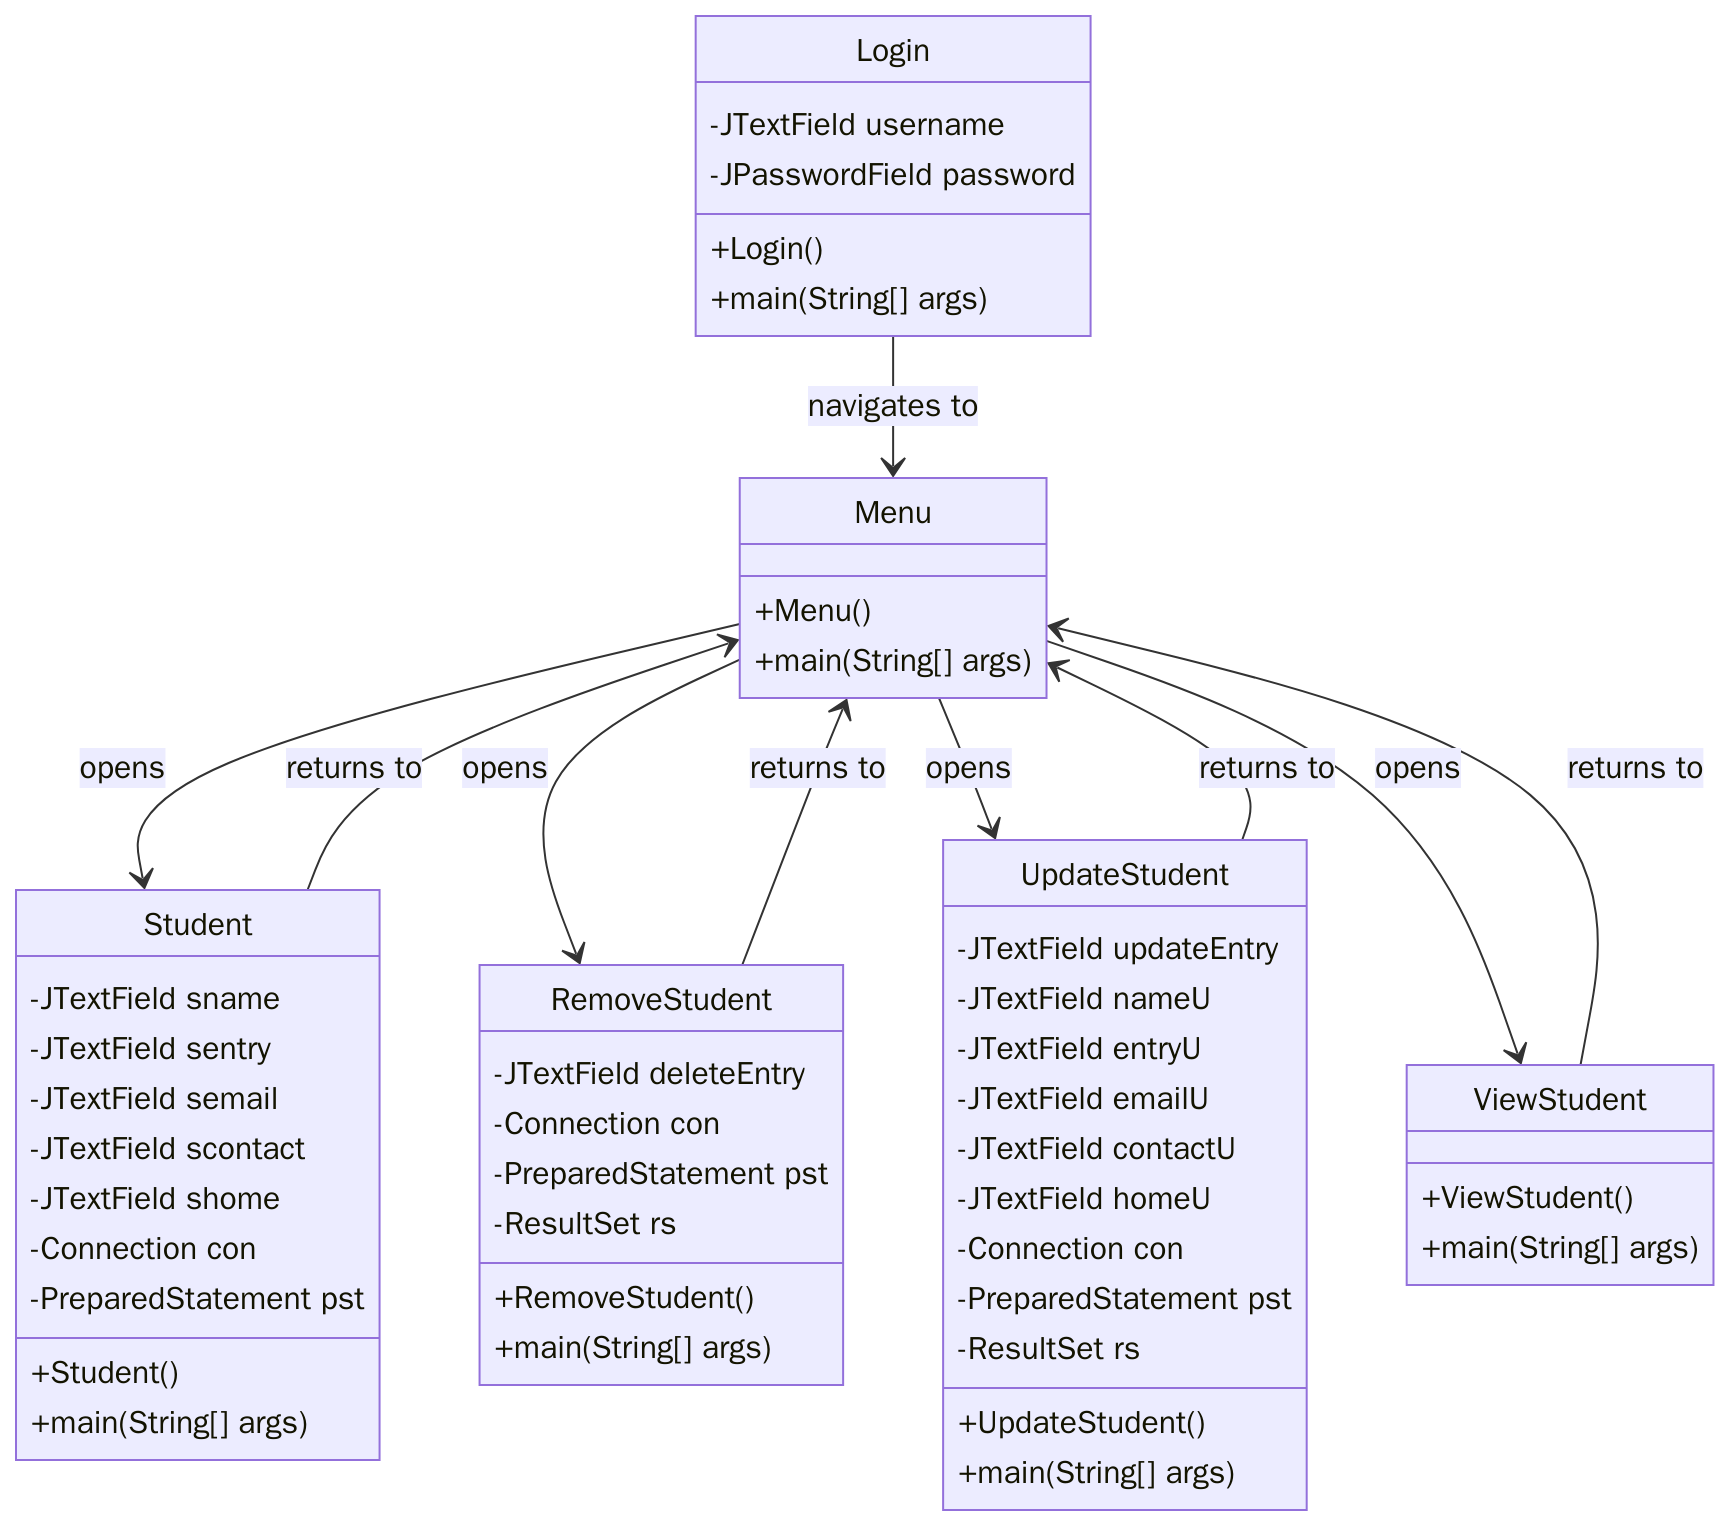 Login
-JTextField username
-JPasswordField password
+Login()
+main(String[] args)
navigates to
Menu
+Menu()
+main(String[] args)
opens
returns to
opens
returns to
opens
returns to
opens
returns to
Student
-JTextField sname
-JTextField sentry
-JTextField semail
-JTextField scontact
-JTextField shome
-Connection con
-PreparedStatement pst
+Student()
+main(String[] args)
RemoveStudent
-JTextField deleteEntry
-Connection con
-PreparedStatement pst
-ResultSet rs
+RemoveStudent()
+main(String[] args)
UpdateStudent
-JTextField updateEntry
-JTextField nameU
-JTextField entryU
-JTextField emailU
-JTextField contactU
-JTextField homeU
-Connection con
-PreparedStatement pst
-ResultSet rs
+UpdateStudent()
+main(String[] args)
ViewStudent
+ViewStudent()
+main(String[] args)